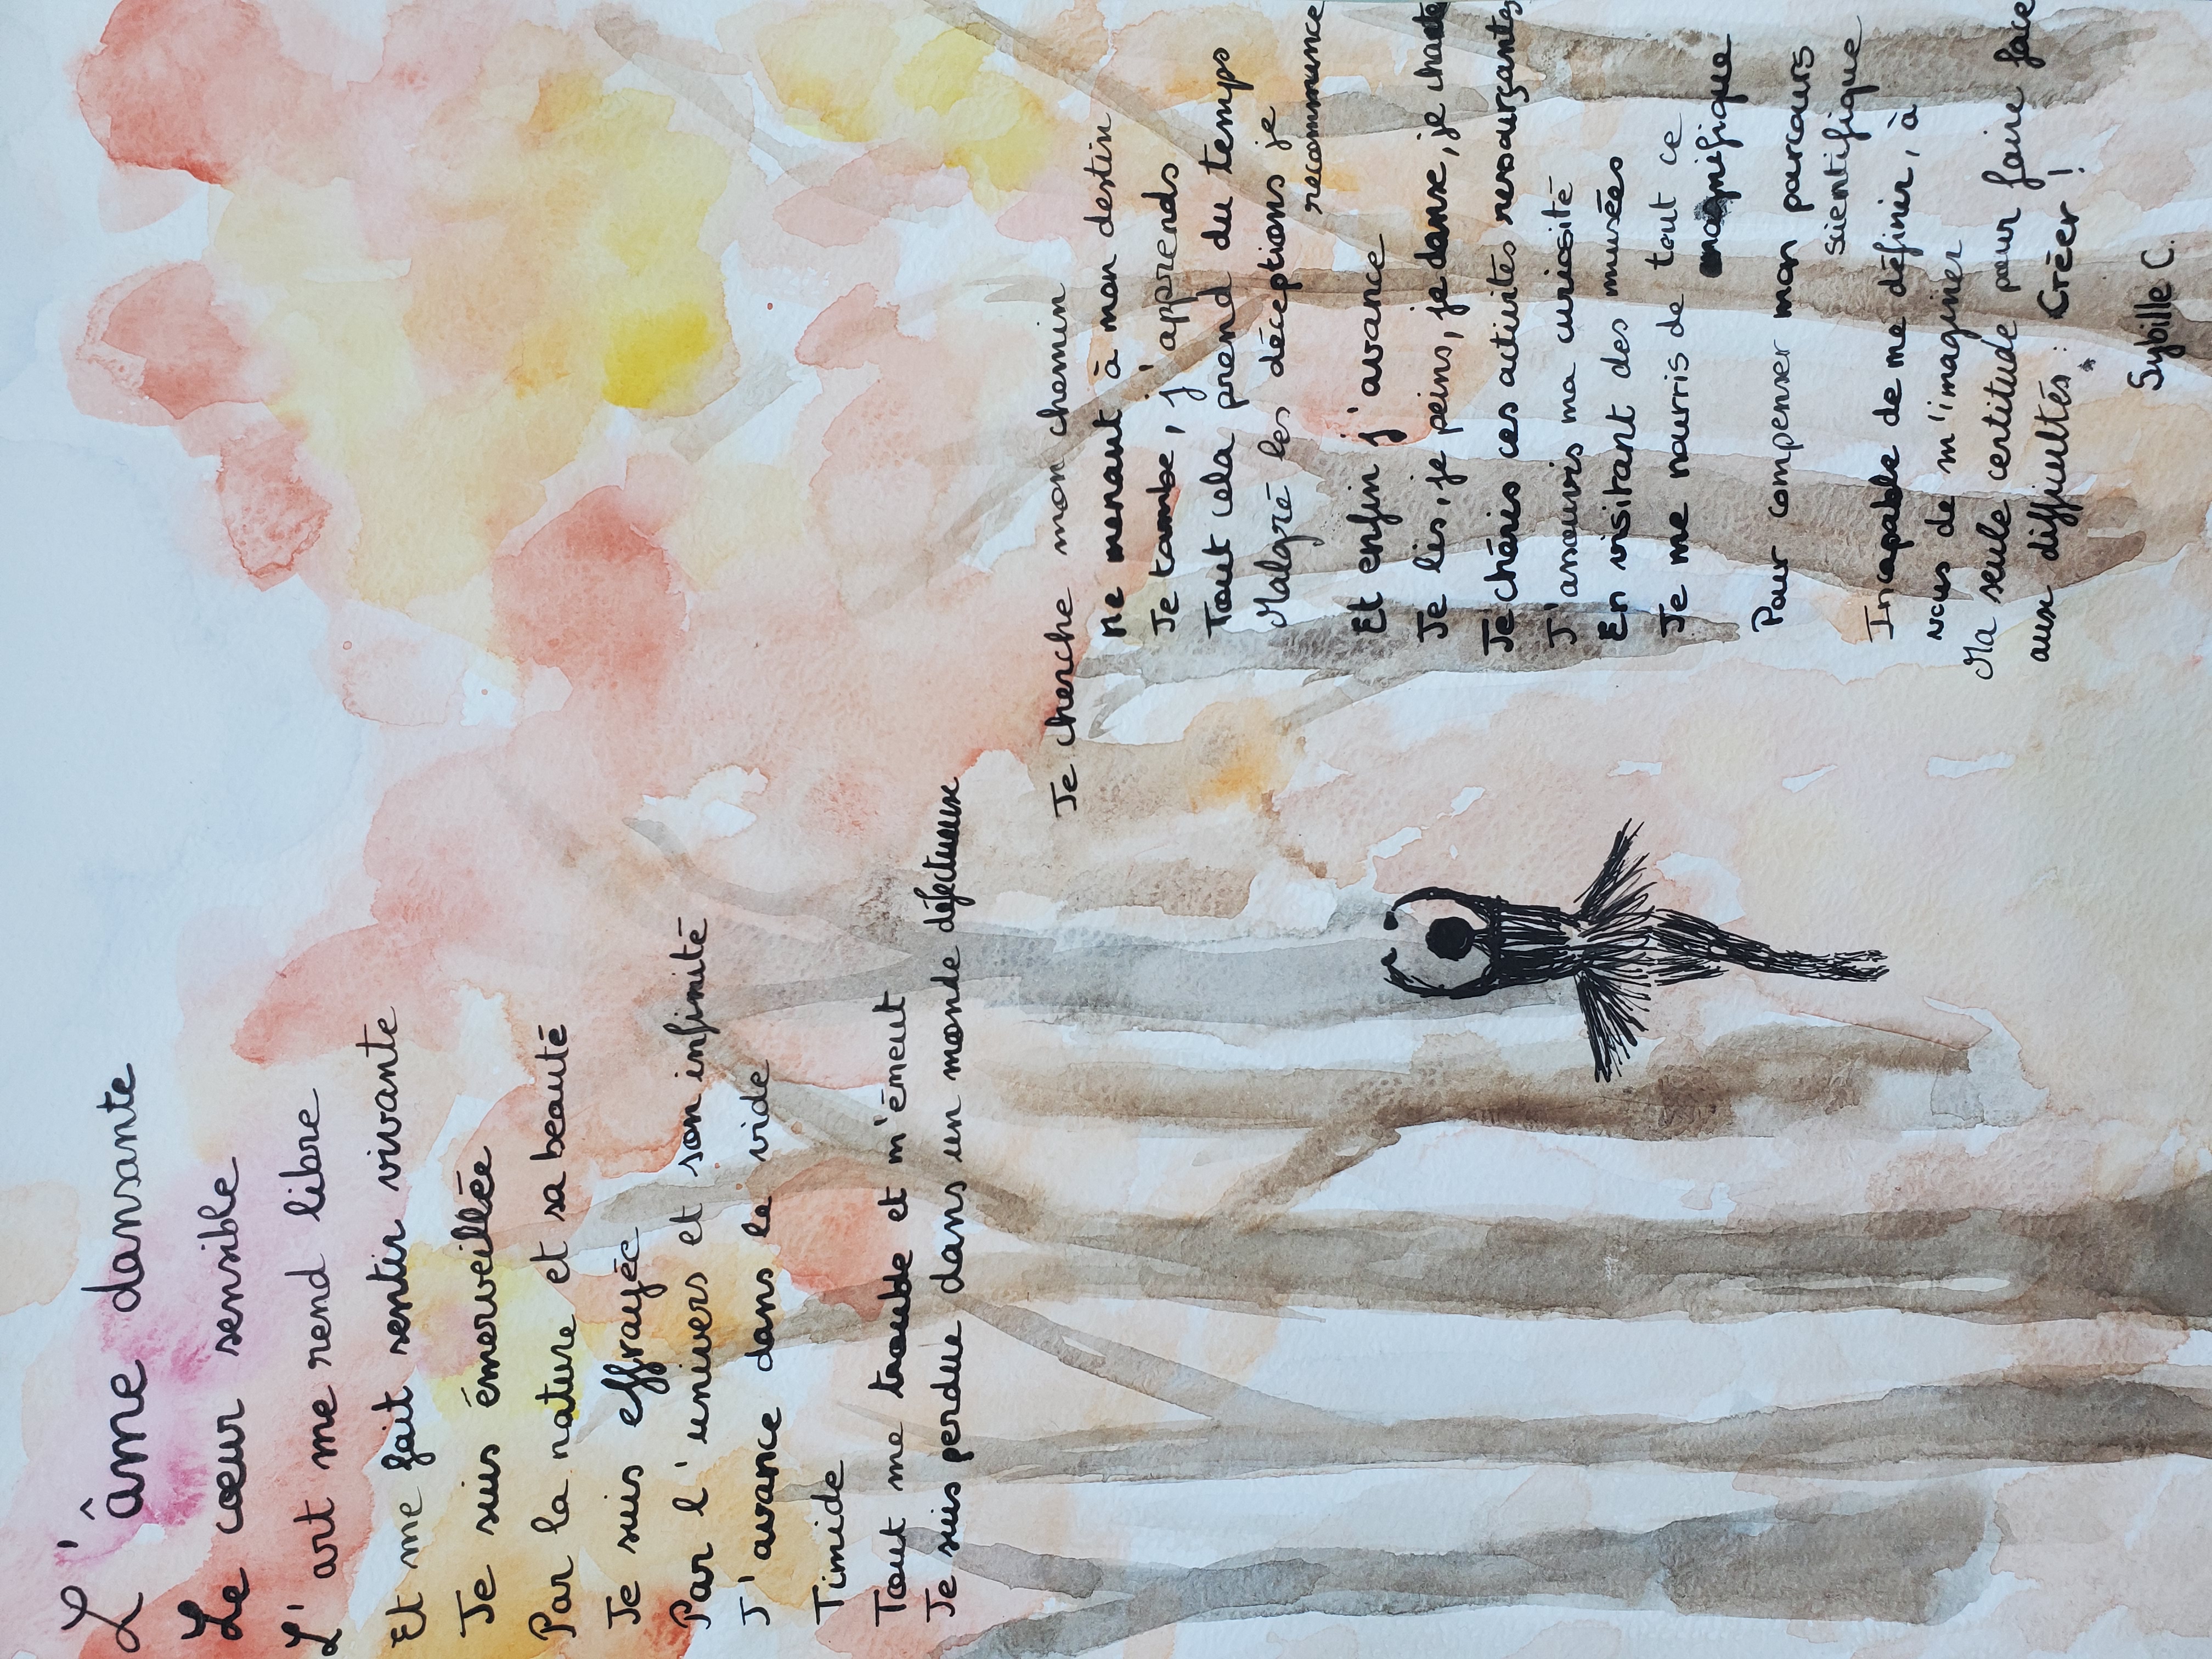 L'âme dansante
Le cœur sensible
L'art me rend libre
Et me fait sentir vivante
Je suis émerveillée
Par la nature et sa beauté
Je suis effrayée
Par l'univers et son infinité
J'avance dans le vide
Timide
Tout me trouble et m'émeut
Je suis perdue dans un monde défectueux
Je cherche mon chemin
Me menant à mon destin
Je tombe, j'apprends
Tout cela prend du temps
Malgré les déceptions je
recommence
Et enfin j'avance
Je lis, je peins, je danse, je chante
Je chéris ces activités ressourçantes
J'assouvis ma curiosité
En visitant des musées
Je me nourris de tout ce
magnifique
Pour compenser mon parcours
scientifique
Incapable de me définir, à
vous de m'imaginer
Ma seule certitude pour faire face
aux difficultés : Créer !
Sybille C.